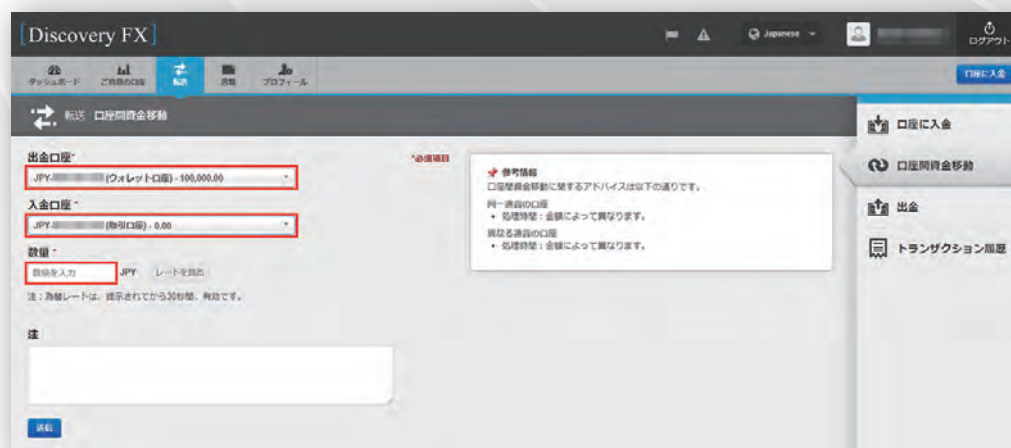 [Discovery FX]
Japanese
ログアウト
ダッシュボード
ご自身の口座
転送
書類
プロフィール
口座に入金
転送 口座間資金移動
出金口座*
*必須項目
JPY- (ウォレット口座) - 100,000.00
入金口座 *
JPY- (取引口座) - 0.00
数量 *
数量を入力 JPY レートを算出
注:為替レートは、提示されてから30秒間、有効です。
注
送信
参考情報
口座間資金移動に関するアドバイスは以下の通りです。
同一通貨の口座
• 処理時間:金額によって異なります。
異なる通貨の口座
• 処理時間:金額によって異なります。
口座に入金
口座間資金移動
出金
トランザクション履歴